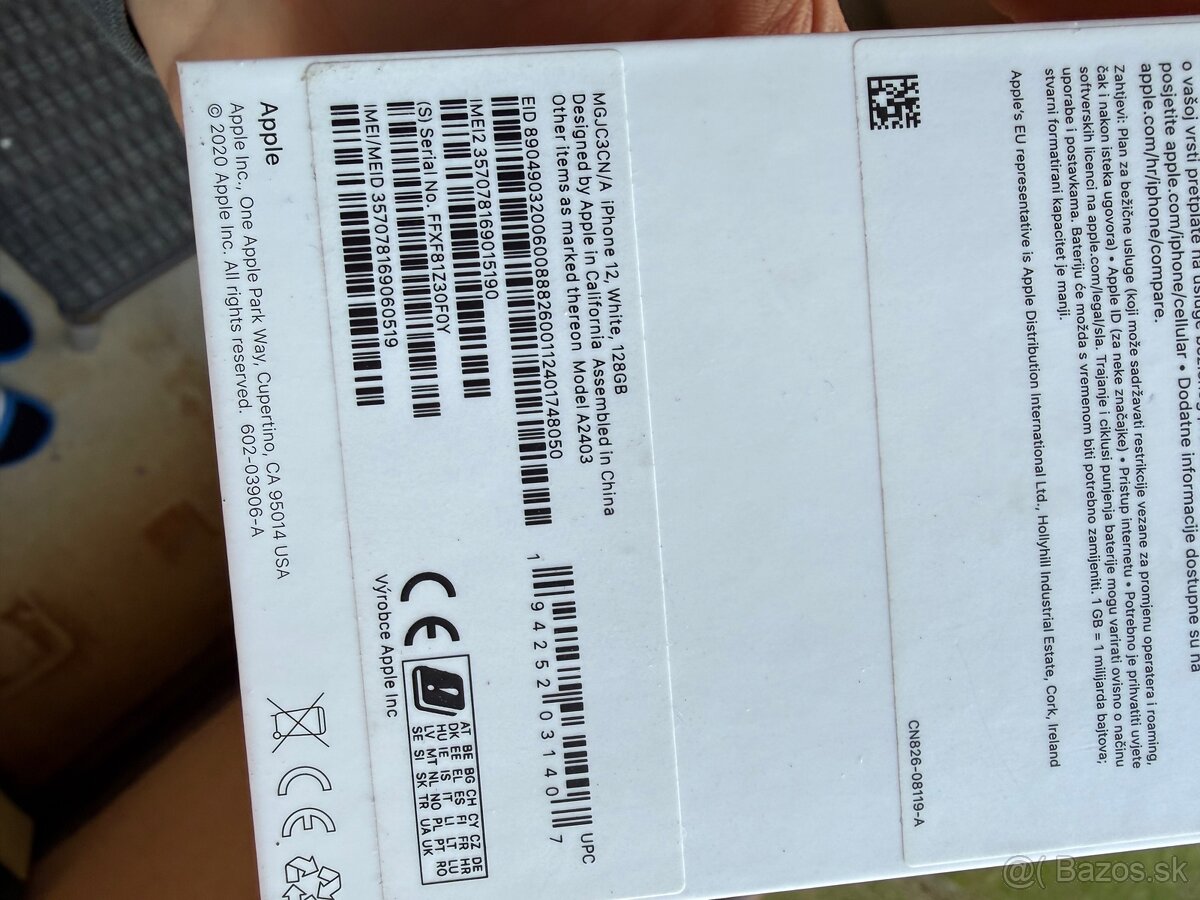 o vašoj vrsti pretplate na
posjetite apple.com/iphone/cellular • Dodatne informacije dostupne su na
apple.com/hr/iphone/compare.
Zahtjevi: Plan za bežične usluge (koji može sadržavati restrikcije vezane za promjenu operatera i roaming,
čak i nakon isteka ugovora) • Apple ID (za neke značajke) • Pristup internetu • Potrebno je prihvatiti uvjete
softverskih licenci na apple.com/legal/sla. Trajanje i ciklusi punjenja baterije mogu varirati ovisno o načinu
uporabe i postavkama. Bateriju će možda s vremenom biti potrebno zamijeniti. 1 GB = 1 milijarda bajtova;
stvarni formatirani kapacitet je manji.
Apple's EU representative is Apple Distribution International Ltd., Hollyhill Industrial Estate, Cork, Ireland
CN826-08119-A
MGJC3CN/A iPhone 12, White, 128GB
Designed by Apple in California Assembled in China
Other items as marked thereon Model A2403
EID 89049032006008882600112401748050
IMEI2 357078169015190
(S) Serial No. FFXF81Z30F0Y
IMEI/MEID 357078169060519
UPC
1 94252 03140 7
CE
AT BE BG CH CY CZ DE
DK EE EL ES FI FR HR
HU IE IS IT LI LT LU
LV MT NL NO PL PT RO
SE SI SK TR UA UK
Výrobce Apple Inc
Apple
Apple Inc., One Apple Park Way, Cupertino, CA 95014 USA
© 2020 Apple Inc. All rights reserved. 602-03906-A
CE
@( Bazos.sk